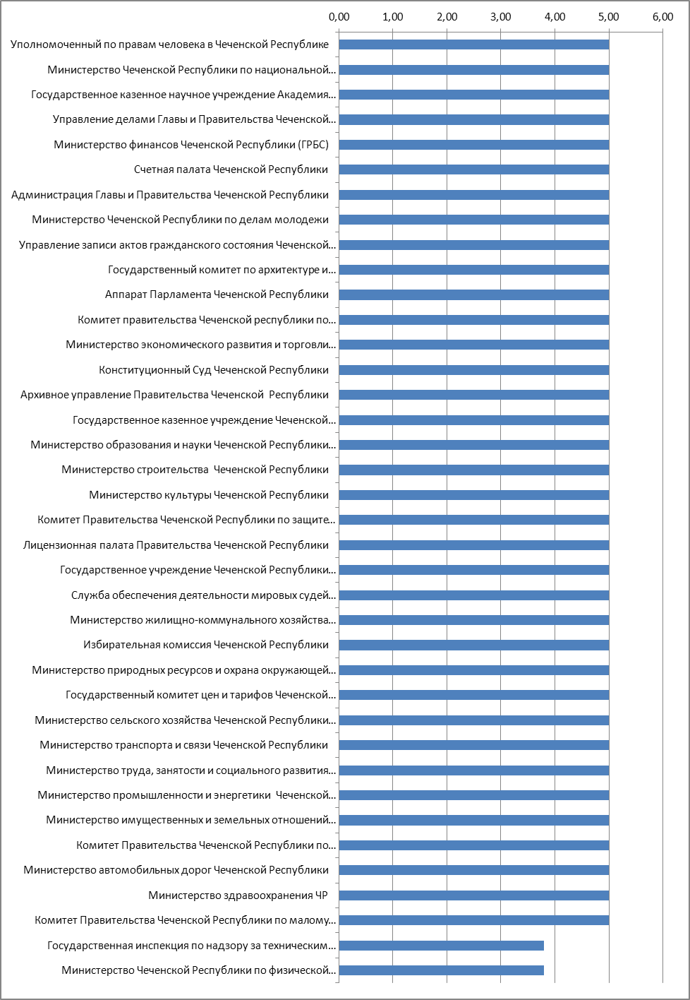 0,00 1,00 2,00 3,00 4,00 5,00 6,00
Уполномоченный по правам человека в Чеченской Республике
Министерство Чеченской Республики по национальной...
Государственное казенное научное учреждение Академия...
Управление делами Главы и Правительства Чеченской...
Министерство финансов Чеченской Республики (ГРБС)
Счетная палата Чеченской Республики
Администрация Главы и Правительства Чеченской Республики
Министерство Чеченской Республики по делам молодежи
Управление записи актов гражданского состояния Чеченской...
Государственный комитет по архитектуре и...
Аппарат Парламента Чеченской Республики
Комитет правительства Чеченской республики по...
Министерство экономического развития и торговли...
Конституционный Суд Чеченской Республики
Архивное управление Правительства Чеченской  Республики
Государственное казенное учреждение Чеченской...
Министерство образования и науки Чеченской Республики...
Министерство строительства  Чеченской Республики
Министерство культуры Чеченской Республики
Комитет Правительства Чеченской Республики по защите...
Лицензионная палата Правительства Чеченской Республики
Государственное учреждение Чеченской Республики...
Служба обеспечения деятельности мировых судей...
Министерство жилищно-коммунального хозяйства...
Избирательная комиссия Чеченской Республики
Министерство природных ресурсов и охрана окружающей...
Государственный комитет цен и тарифов Чеченской...
Министерство сельского хозяйства Чеченской Республики...
Министерство транспорта и связи Чеченской Республики
Министерство труда, занятости и социального развития...
Министерство промышленности и энергетики  Чеченской...
Министерство имущественных и земельных отношений...
Комитет Правительства Чеченской Республики по...
Министерство автомобильных дорог Чеченской Республики
Министерство здравоохранения ЧР
Комитет Правительства Чеченской Республики по малому...
Государственная инспекция по надзору за техническим...
Министерство Чеченской Республики по физической...